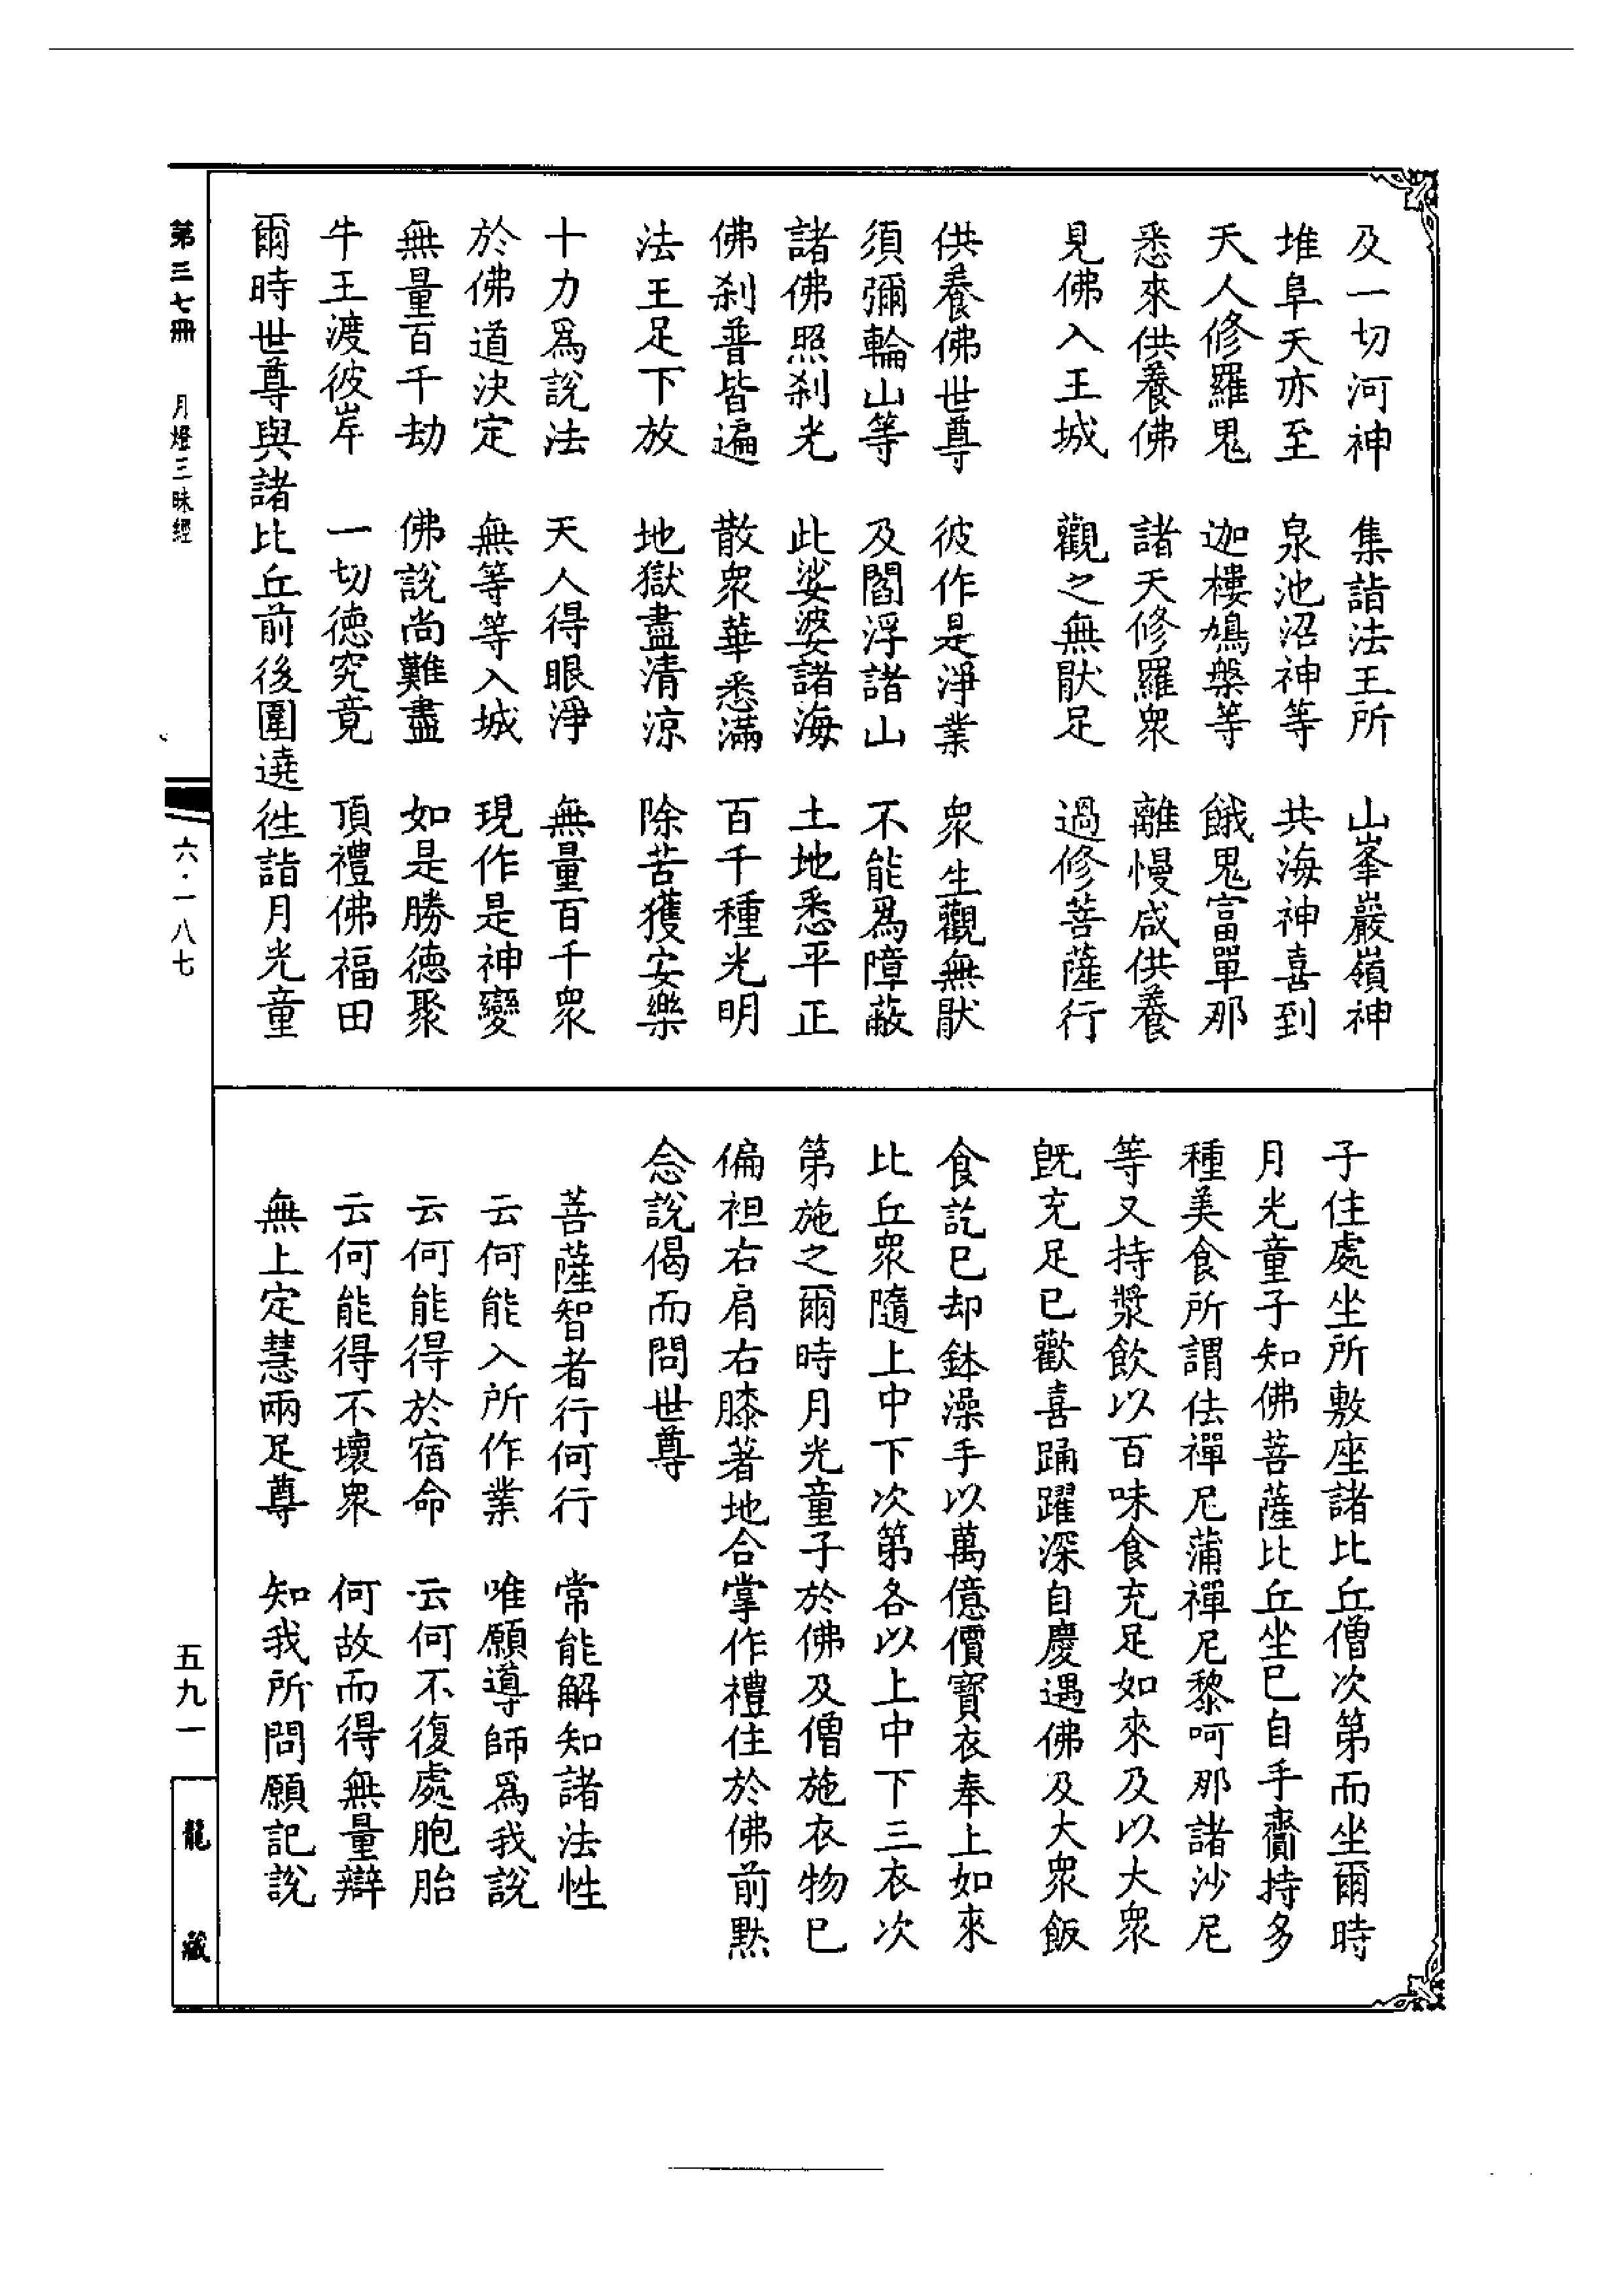 及一切河神　集詣法王所　山峯巖嶺神
堆阜天亦至　泉池沼神等　共海神喜到
天人修羅鬼　迦樓鳩槃等　餓鬼富單那
悉來供養佛　諸天修羅衆　離慢咸供養
見佛入王城　觀之無猒足　過修菩薩行
供養佛世尊　彼作是淨業　衆生觀無猒
須彌輪山等　及閻浮諸山　不能爲障蔽
諸佛照刹光　此娑婆諸海　土地悉平正
佛刹普皆遍　散衆華悉滿　百千種光明
法王足下放　地獄盡清涼　除苦獲安樂
十力爲說法　天人得眼淨　無量百千衆
於佛道決定　無等等入城　現作是神變
無量百千劫　佛說尚難盡　如是勝德聚
牛王渡彼岸　一切德究竟　頂禮佛福田
爾時世尊與諸比丘前後圍遶徃詣月光童
子住處坐所敷座諸比丘僧次第而坐爾時
月光童子知佛菩薩比丘坐已自手齎持多
種美食所謂佉禪尼蒲禪尼黎呵那諸沙尼
等又持漿飲以百味食充足如來及以大衆
旣充足已歡喜踊躍深自慶遇佛及大衆飯
食訖已却鉢澡手以萬億價寶衣奉上如來
比丘衆隨上中下次第各以上中下三衣次
第施之爾時月光童子於佛及僧施衣物已
偏袒右肩右膝著地合掌作禮住於佛前黙
念說偈而問世尊
菩薩智者行何行　常能解知諸法性
云何能入所作業　唯願導師爲我說
云何能得於宿命　云何不復處胞胎
云何能得不壞衆　何故而得無量辯
無上定慧兩足尊　知我所問願記說
第三七冊　月燈三昧經
六·一八七
五九一
龍藏